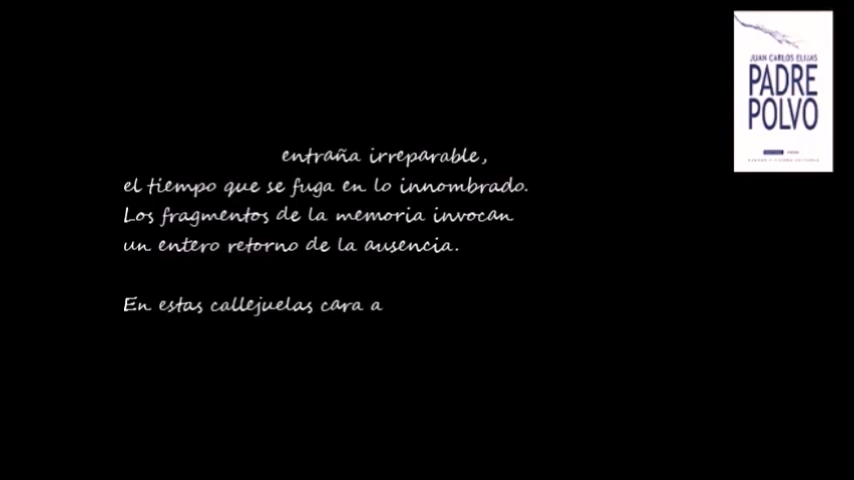 JUAN CARLOS ELIJAS
PADRE
POLVO
entraña irreparable,
el tiempo que se fuga en lo innombrado.
Los fragmentos de la memoria invocan
un entero retorno de la ausencia.
En estas callejuelas cara a